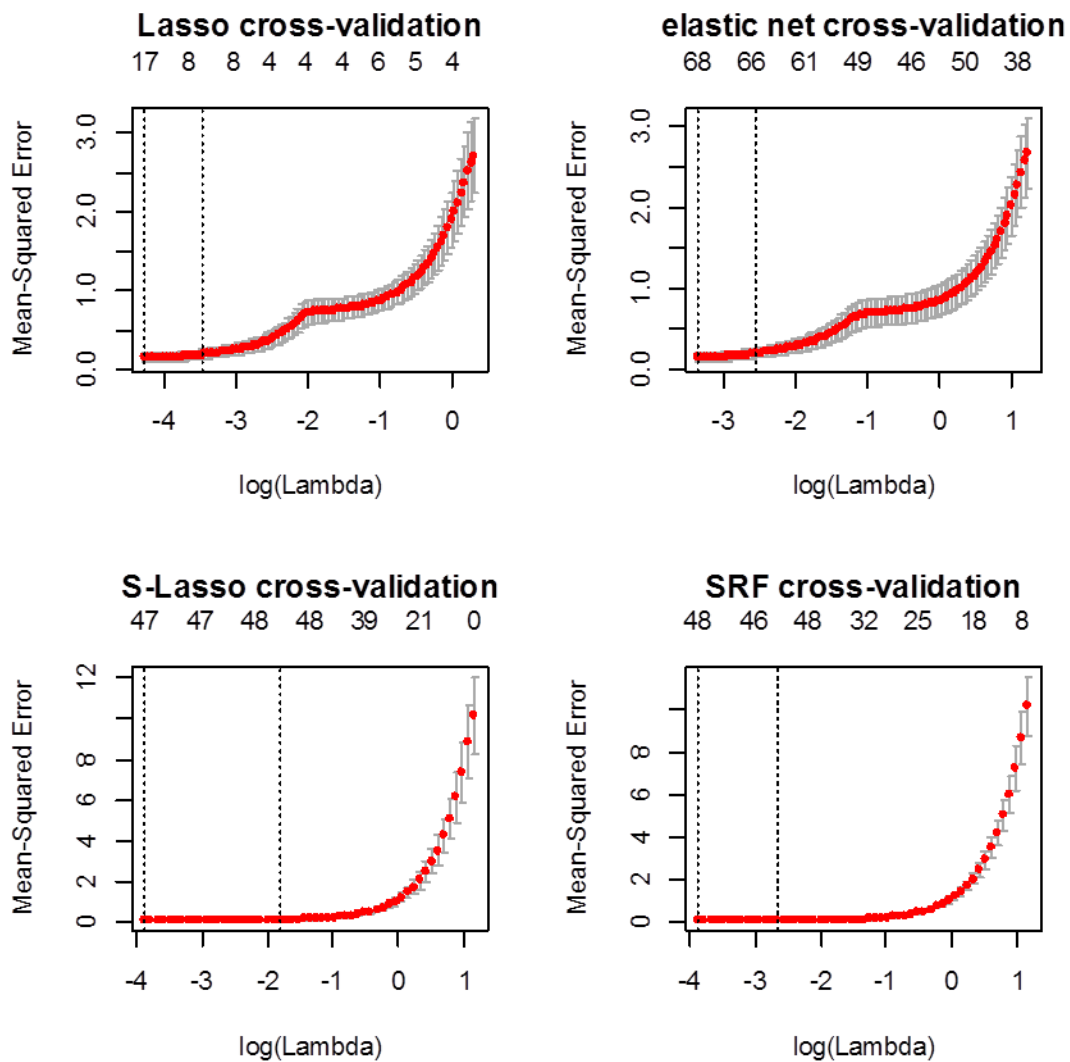 Lasso cross-validation
17 8 8 4 4 4 6 5 4
Mean-Squared Error
0.0 1.0 2.0 3.0
-4 -3 -2 -1 0
log(Lambda)
elastic net cross-validation
68 66 61 49 46 50 38
Mean-Squared Error
0.0 1.0 2.0 3.0
-3 -2 -1 0 1
log(Lambda)
S-Lasso cross-validation
47 47 48 48 39 21 0
Mean-Squared Error
0 2 4 6 8 12
-4 -3 -2 -1 0 1
log(Lambda)
SRF cross-validation
48 46 48 32 25 18 8
Mean-Squared Error
0 2 4 6 8
-4 -3 -2 -1 0 1
log(Lambda)